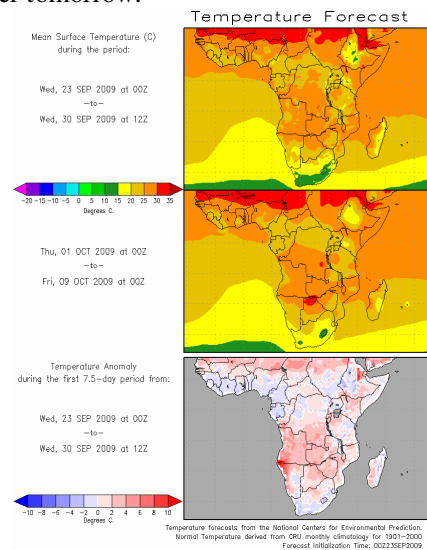 er tomorrow.
Temperature Forecast
Mean Surface Temperature (C)
during the period:
Wed, 23 SEP 2009 at 00Z
-to-
Wed, 30 SEP 2009 at 12Z
-20 -15 -10 -5 0 5 10 15 20 25 30 35
Degrees C.
Thu, 01 OCT 2009 at 00Z
-to-
Fri, 09 OCT 2009 at 00Z
Temperature Anomaly
during the first 7.5-day period from:
Wed, 23 SEP 2009 at 00Z
-to-
Wed, 30 SEP 2009 at 12Z
-10 -8 -6 -4 -2 0 2 4 6 8 10
Degrees C.
Temperature forecasts from the National Centers for Environmental Prediction.
Normal Temperature derived from CRU monthly climatology for 1901-2000
Forecast Initialization Time: 00Z23SEP2009